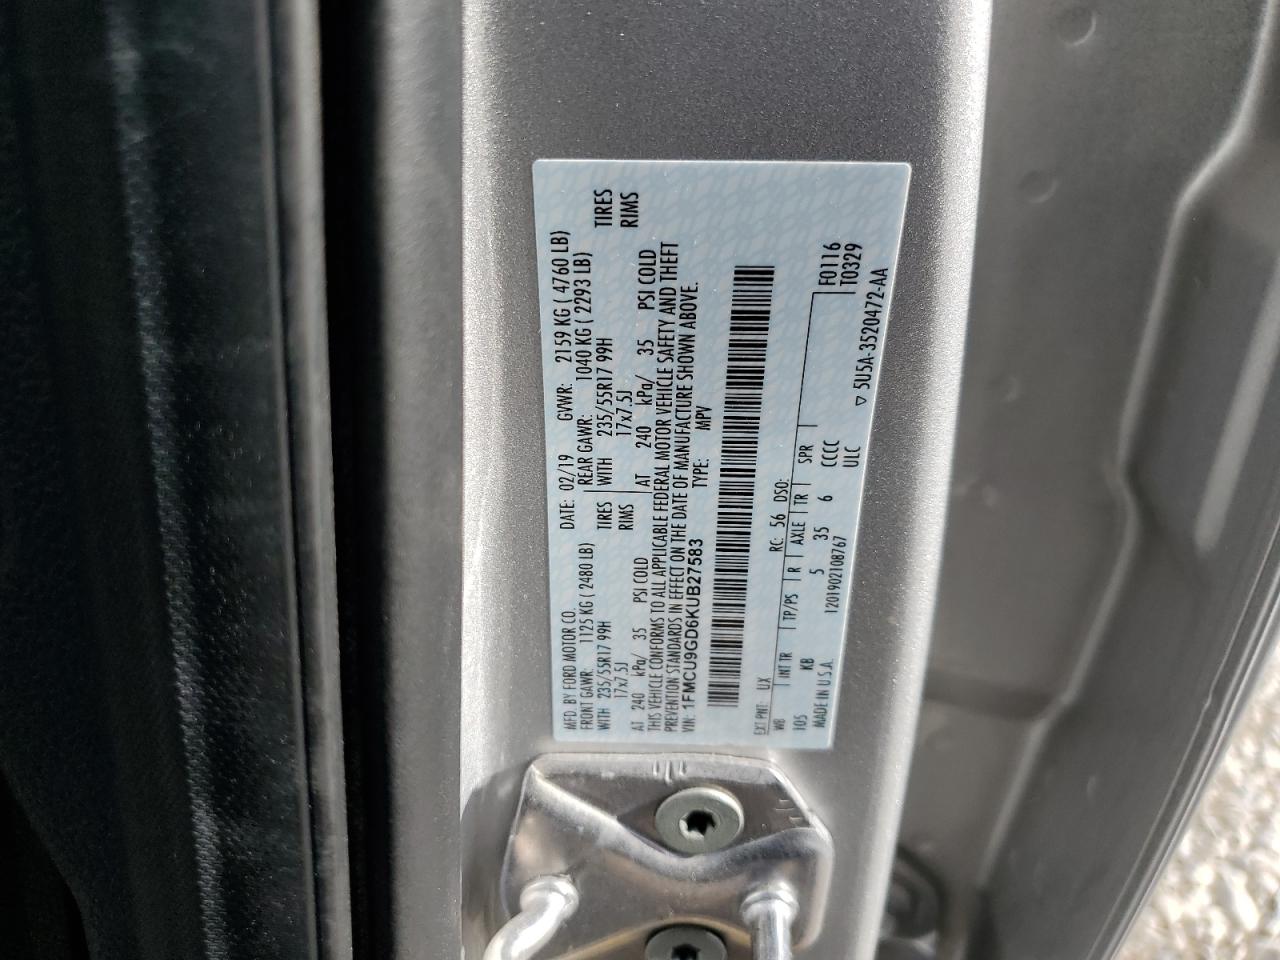 MFD. BY FORD MOTOR CO. DATE: 02/19 GVWR: 2159 KG ( 4760 LB)
FRONT GAWR: 1125 KG ( 2480 LB) REAR GAWR: 1040 KG ( 2293 LB)
WITH 235/55R17 99H TIRES WITH 235/55R17 99H TIRES
17x7.5J RIMS 17x7.5J RIMS
AT 240 kPa/ 35 PSI COLD AT 240 kPa/ 35 PSI COLD
THIS VEHICLE CONFORMS TO ALL APPLICABLE FEDERAL MOTOR VEHICLE SAFETY AND THEFT
PREVENTION STANDARDS IN EFFECT ON THE DATE OF MANUFACTURE SHOWN ABOVE.
VIN: 1FMCU9GD6KUB27583 TYPE: MPV
EXT PNT: UX RC: 56 DSO:
WB INT TR TP/PS R AXLE TR SPR F0116
105 KB 5 35 6 CCCC T0329
MADE IN U.S.A. 1201902108767 ULC
▽ 5U5A-3520472-AA